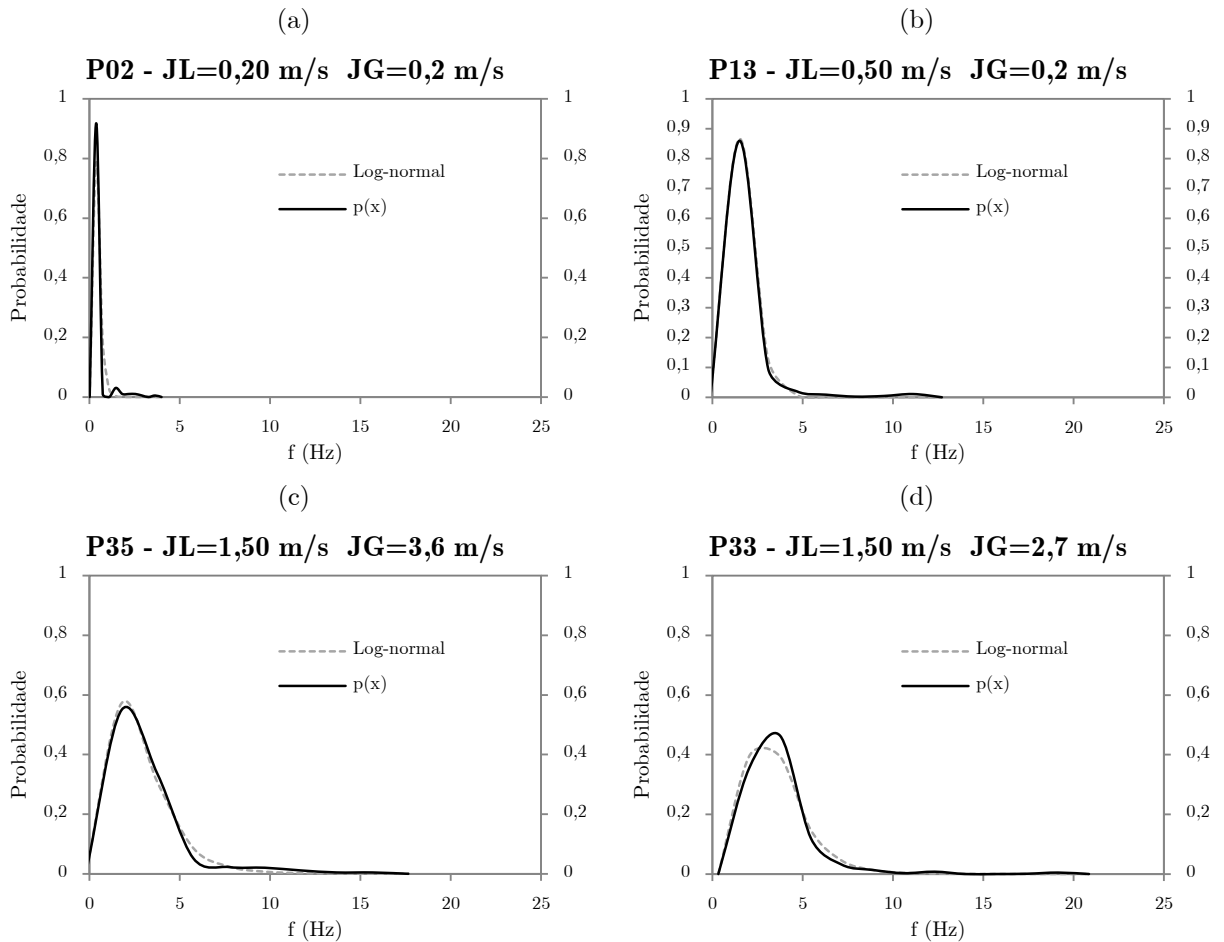 (a)
P02 - JL=0,20 m/s JG=0,2 m/s
1
0,8
0,6
0,4
0,2
0
Probabilidade
Log-normal
p(x)
1
0,8
0,6
0,4
0,2
0
0 5 10 15 20 25
f (Hz)
(b)
P13 - JL=0,50 m/s JG=0,2 m/s
1
0,9
0,8
0,7
0,6
0,5
0,4
0,3
0,2
0,1
0
Probabilidade
Log-normal
p(x)
1
0,9
0,8
0,7
0,6
0,5
0,4
0,3
0,2
0,1
0
0 5 10 15 20 25
f (Hz)
(c)
P35 - JL=1,50 m/s JG=3,6 m/s
1
0,8
0,6
0,4
0,2
0
Probabilidade
Log-normal
p(x)
1
0,8
0,6
0,4
0,2
0
0 5 10 15 20 25
f (Hz)
(d)
P33 - JL=1,50 m/s JG=2,7 m/s
1
0,8
0,6
0,4
0,2
0
Probabilidade
Log-normal
p(x)
1
0,8
0,6
0,4
0,2
0
0 5 10 15 20 25
f (Hz)